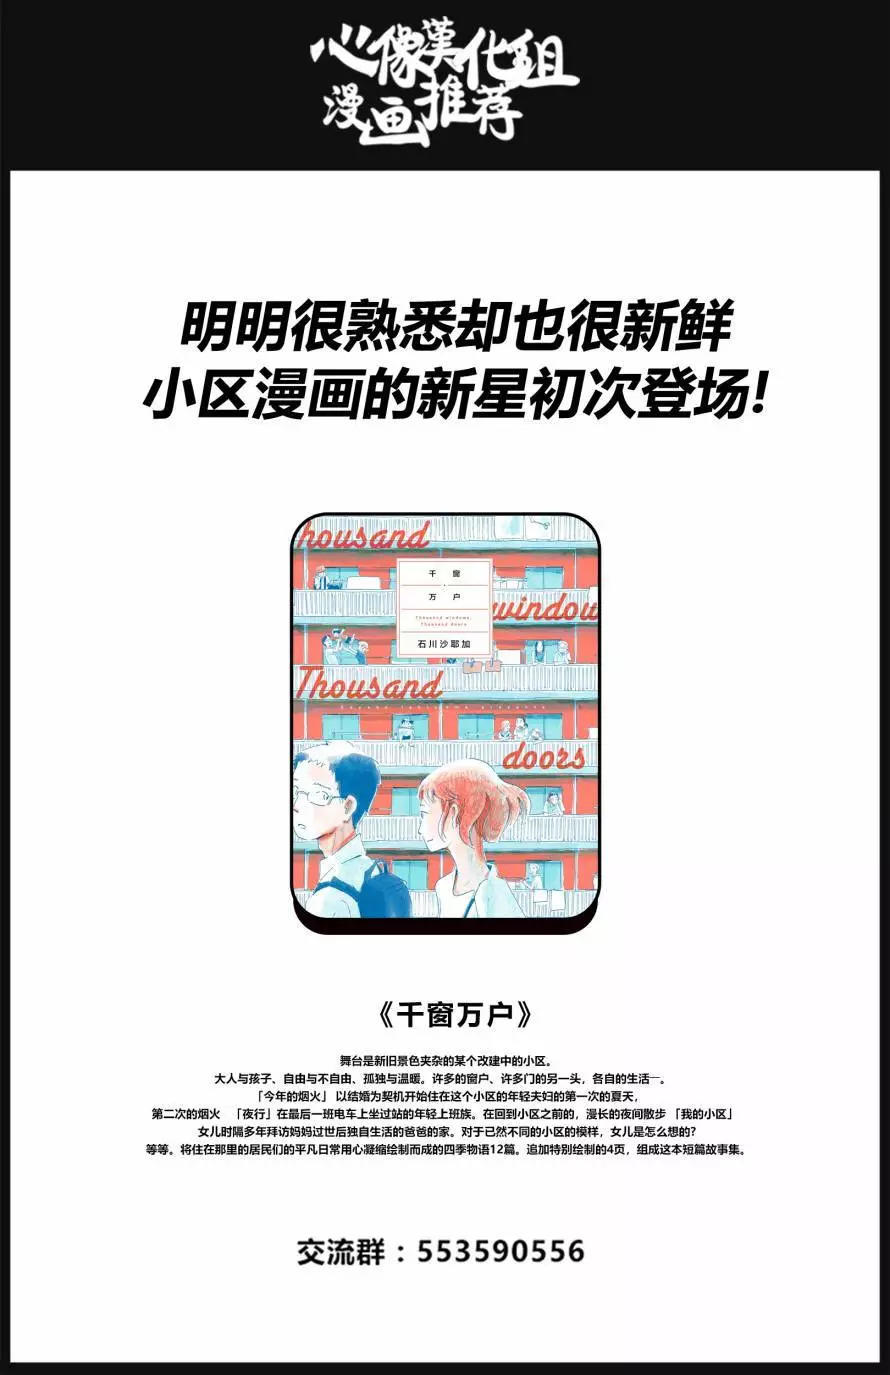 心像漢化組
漫画推荐
明明很熟悉却也很新鲜
小区漫画的新星初次登场!
Thousand
千窗
・
万户
Thousand windows,
Thousand doors
石川沙耶加
window
Thousand
doors
《千窗万户》
舞台是新旧景色夹杂的某个改建中的小区。
大人与孩子、自由与不自由、孤独与温暖。许多的窗户、许多门的另一头，各自的生活―。
「今年的烟火」 以结婚为契机开始住在这个小区的年轻夫妇的第一次的夏天，
第二次的烟火　「夜行」在最后一班电车上坐过站的年轻上班族。在回到小区之前的，漫长的夜间散步 「我的小区」
女儿时隔多年拜访妈妈过世后独自生活的爸爸的家。对于已然不同的小区的模样，女儿是怎么想的？
等等。将住在那里的居民们的平凡日常用心凝缩绘制而成的四季物语12篇。追加特别绘制的4页，组成这本短篇故事集。
交流群：553590556